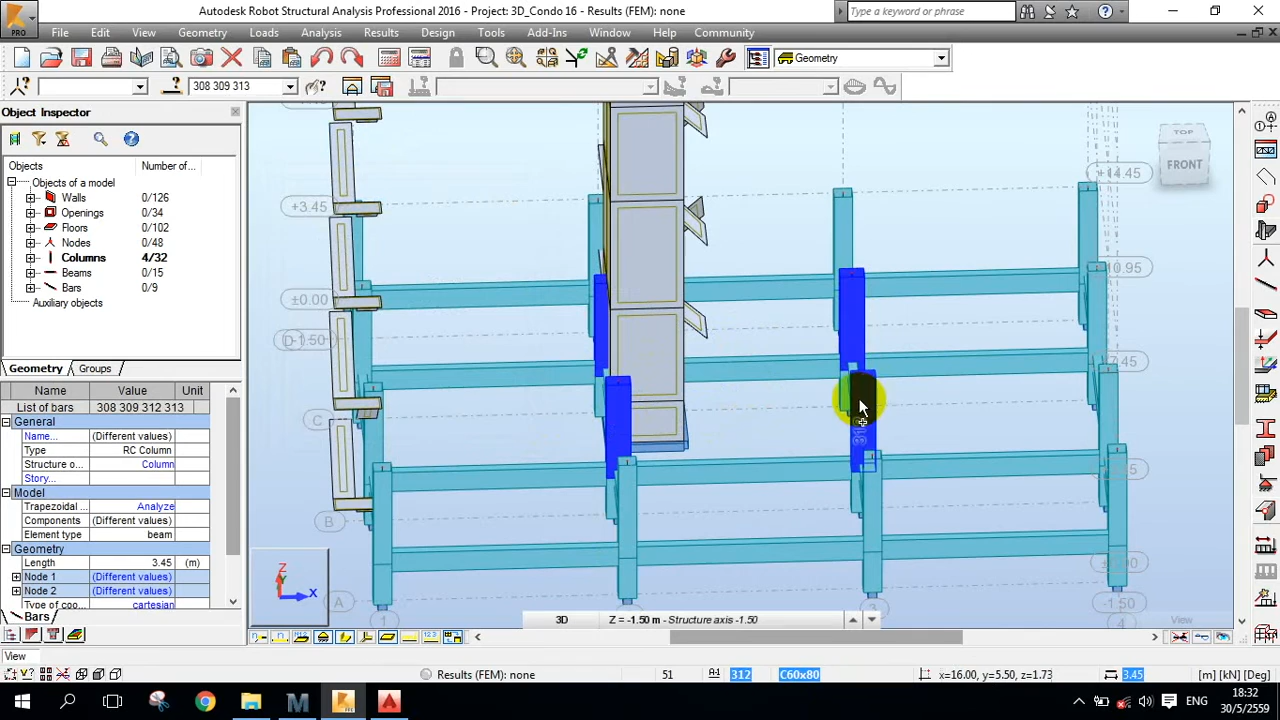 Autodesk Robot Structural Analysis Professional 2016 - Project: 3D_Condo 16 - Results (FEM): none
Type a keyword or phrase
PRO
File Edit View Geometry Loads Analysis Results Design Tools Add-Ins Window Help Community
Geometry
308 309 313
Object Inspector
Objects Number of...
Objects of a model
Walls 0/126
Openings 0/34
Floors 0/102
Nodes 0/48
Columns 4/32
Beams 0/15
Bars 0/9
Auxiliary objects
Geometry Groups
Name Value
List of bars 308 309 312 313
General
Name... (Different values)
Type RC Column
Structure o... Column
Story...
Model
Trapezoidal ... Analyze
Components (Different values)
Element type beam
Geometry
Length 3.45 (m)
Node 1 (Different values)
Node 2 (Different values)
Type of coo... cartesian
Bars
TOP
FRONT
+14.45
+3.45
10.95
±0.00
D
-1.50
C
B
A
±0.00
-1.50
1
3
4
Z
X
3D Z = -1.50 m - Structure axis -1.50
View
View
Results (FEM): none 51 312 C60x80 x=16.00; y=5.50; z=1.73 3.45 [m] [kN] [Deg]
ENG
18:32
30/5/2559